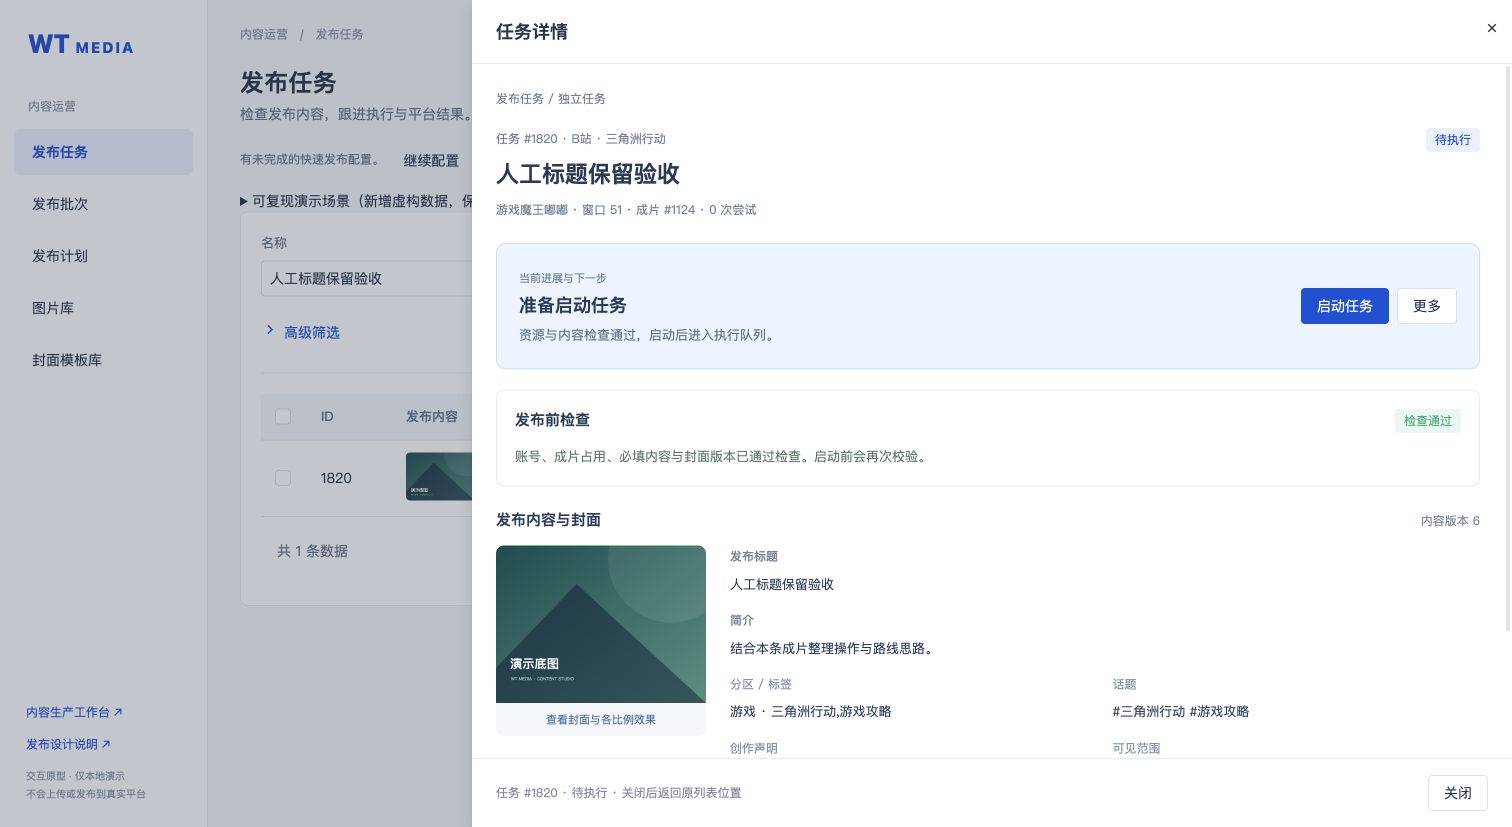 WT MEDIA
内容运营
发布任务
发布批次
发布计划
图片库
封面模板库
内容生产工作台 ↗
发布设计说明 ↗
交互原型 · 仅本地演示
不会上传或发布到真实平台
内容运营 / 发布任务
发布任务
检查发布内容，跟进执行与平台结果。
有未完成的快速发布配置。 继续配置
▶ 可复现演示场景（新增虚构数据，保
名称
人工标题保留验收
高级筛选
ID 发布内容
1820
共 1 条数据
任务详情 ×
发布任务 / 独立任务
任务 #1820 · B站 · 三角洲行动 待执行
人工标题保留验收
游戏魔王嘟嘟 · 窗口 51 · 成片 #1124 · 0 次尝试
当前进展与下一步
准备启动任务
资源与内容检查通过，启动后进入执行队列。
启动任务 更多
发布前检查 检查通过
账号、成片占用、必填内容与封面版本已通过检查。启动前会再次校验。
发布内容与封面 内容版本 6
演示底图
WT MEDIA · CONTENT STUDIO
查看封面与各比例效果
发布标题
人工标题保留验收
简介
结合本条成片整理操作与路线思路。
分区 / 标签 话题
游戏 · 三角洲行动,游戏攻略 #三角洲行动 #游戏攻略
创作声明 可见范围
任务 #1820 · 待执行 · 关闭后返回原列表位置 关闭